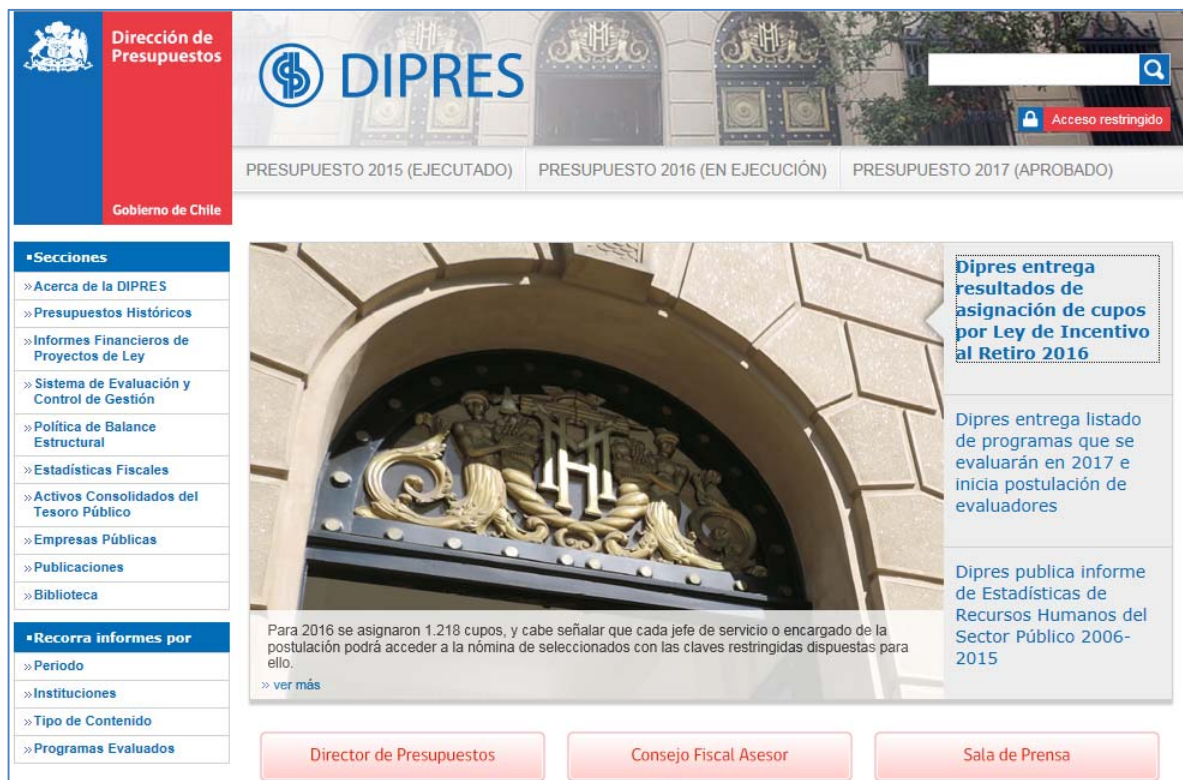 Dirección de
Presupuestos
Gobierno de Chile
DIPRES
Acceso restringido
PRESUPUESTO 2015 (EJECUTADO)
PRESUPUESTO 2016 (EN EJECUCIÓN)
PRESUPUESTO 2017 (APROBADO)
Secciones
» Acerca de la DIPRES
» Presupuestos Históricos
» Informes Financieros de
Proyectos de Ley
» Sistema de Evaluación y
Control de Gestión
» Política de Balance
Estructural
» Estadísticas Fiscales
» Activos Consolidados del
Tesoro Público
» Empresas Públicas
» Publicaciones
» Biblioteca
Recorra informes por
» Periodo
» Instituciones
» Tipo de Contenido
» Programas Evaluados
Para 2016 se asignaron 1.218 cupos, y cabe señalar que cada jefe de servicio o encargado de la
postulación podrá acceder a la nómina de seleccionados con las claves restringidas dispuestas para
ello.
» ver más
Dipres entrega
resultados de
asignación de cupos
por Ley de Incentivo
al Retiro 2016
Dipres entrega listado
de programas que se
evaluarán en 2017 e
inicia postulación de
evaluadores
Dipres publica informe
de Estadísticas de
Recursos Humanos del
Sector Público 2006-
2015
Director de Presupuestos
Consejo Fiscal Asesor
Sala de Prensa